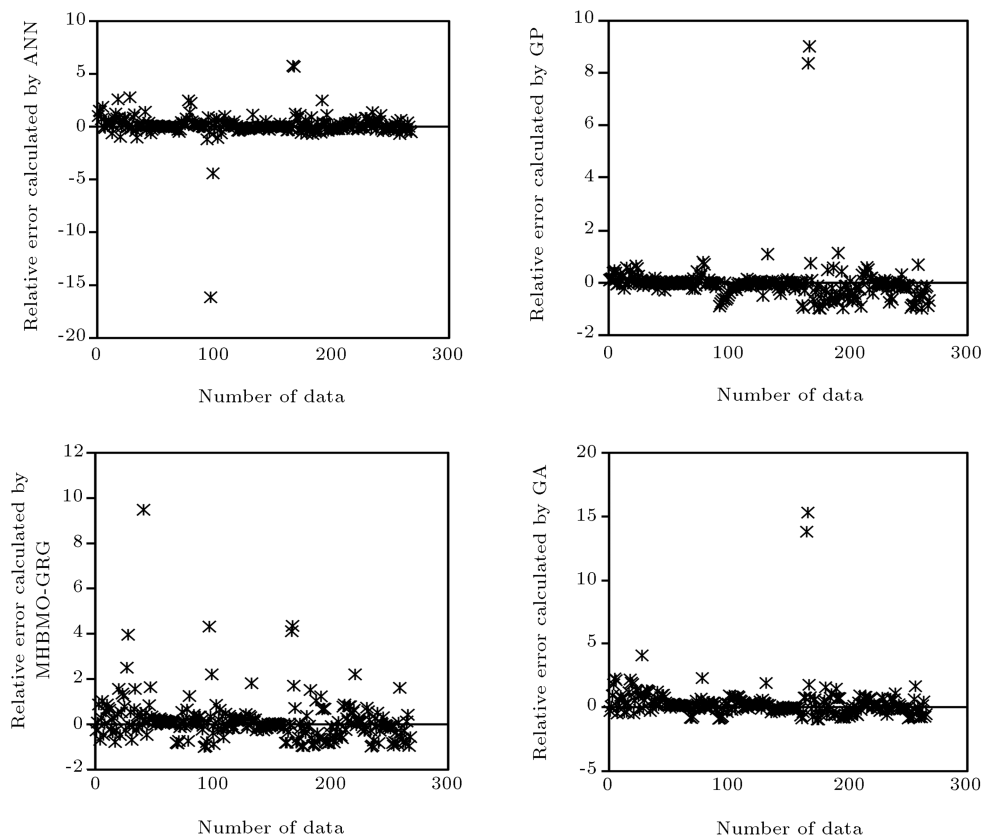 Relative error calculated by ANN
10
5
0
-5
-10
-15
-20
0 100 200 300
Number of data
Relative error calculated by GP
10
8
6
4
2
0
-2
0 100 200 300
Number of data
Relative error calculated by
MHBMO-GRG
12
10
8
6
4
2
0
-2
0 100 200 300
Number of data
Relative error calculated by GA
20
15
10
5
0
-5
0 100 200 300
Number of data